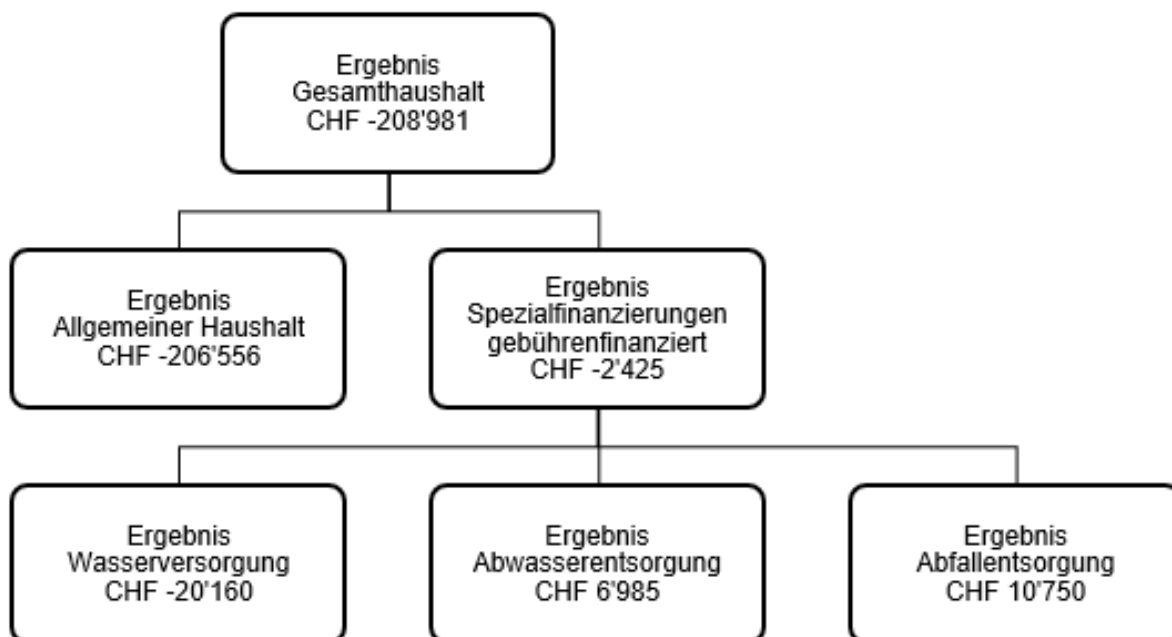 Ergebnis
Gesamthaushalt
CHF -208'981
Ergebnis
Allgemeiner Haushalt
CHF -206'556
Ergebnis
Spezialfinanzierungen
gebührenfinanziert
CHF -2'425
Ergebnis
Wasserversorgung
CHF -20'160
Ergebnis
Abwasserentsorgung
CHF 6'985
Ergebnis
Abfallentsorgung
CHF 10'750